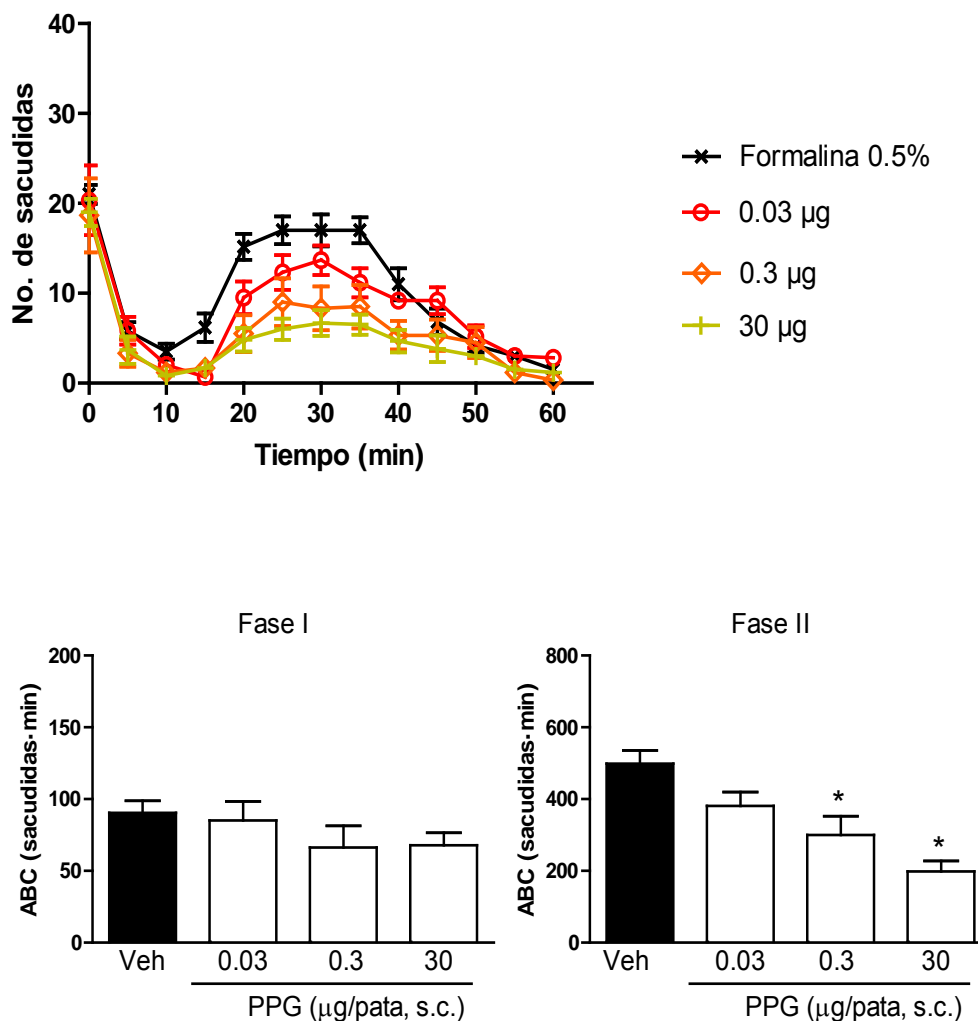 40
30
20
10
0
No. de sacudidas
0 10 20 30 40 50 60
Tiempo (min)
Formalina 0.5%
0.03 µg
0.3 µg
30 µg
Fase I
200
150
100
50
0
ABC (sacudidas·min)
Veh 0.03 0.3 30
PPG (µg/pata, s.c.)
Fase II
800
600
400
200
0
ABC (sacudidas·min)
* *
Veh 0.03 0.3 30
PPG (µg/pata, s.c.)